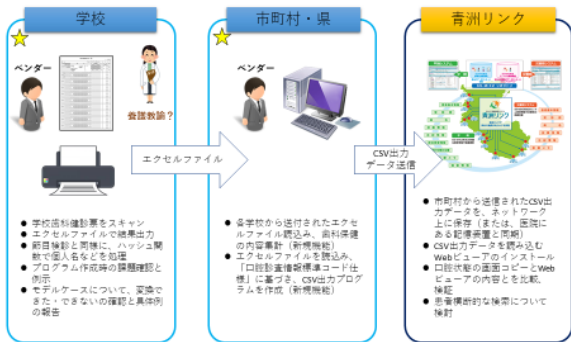 学校
市町村・県
青洲リンク
ベンダー
養護教諭？
ベンダー
エクセルファイル
CSV出力
データ送信
● 学校歯科健診票をスキャン
● エクセルファイルで結果出力
● 節目検診と同様に、ハッシュ関
数で個人名などを処理
● プログラム作成時の課題確認と
例示
● モデルケースについて、変換で
きた・できないの確認と具体例
の報告
● 各学校から送付されたエクセ
ルファイル読込み、歯科保健
の内容集計（新規機能）
● エクセルファイルを読込み、
「口腔診査情報標準コード仕
様」に基づき、CSV出力プログ
ラムを作成（新規機能）
● 市町村から送信されたCSV出
力データを、ネットワーク
上に保存（または、医院に
ある記憶装置と同期）
● CSV出力データを読み込む
Webビューアのインストール
● 口腔状態の画面コピーとWeb
ビューアの内容とを比較、
検証
● 患者横断的な検索について
検討
青洲リンク